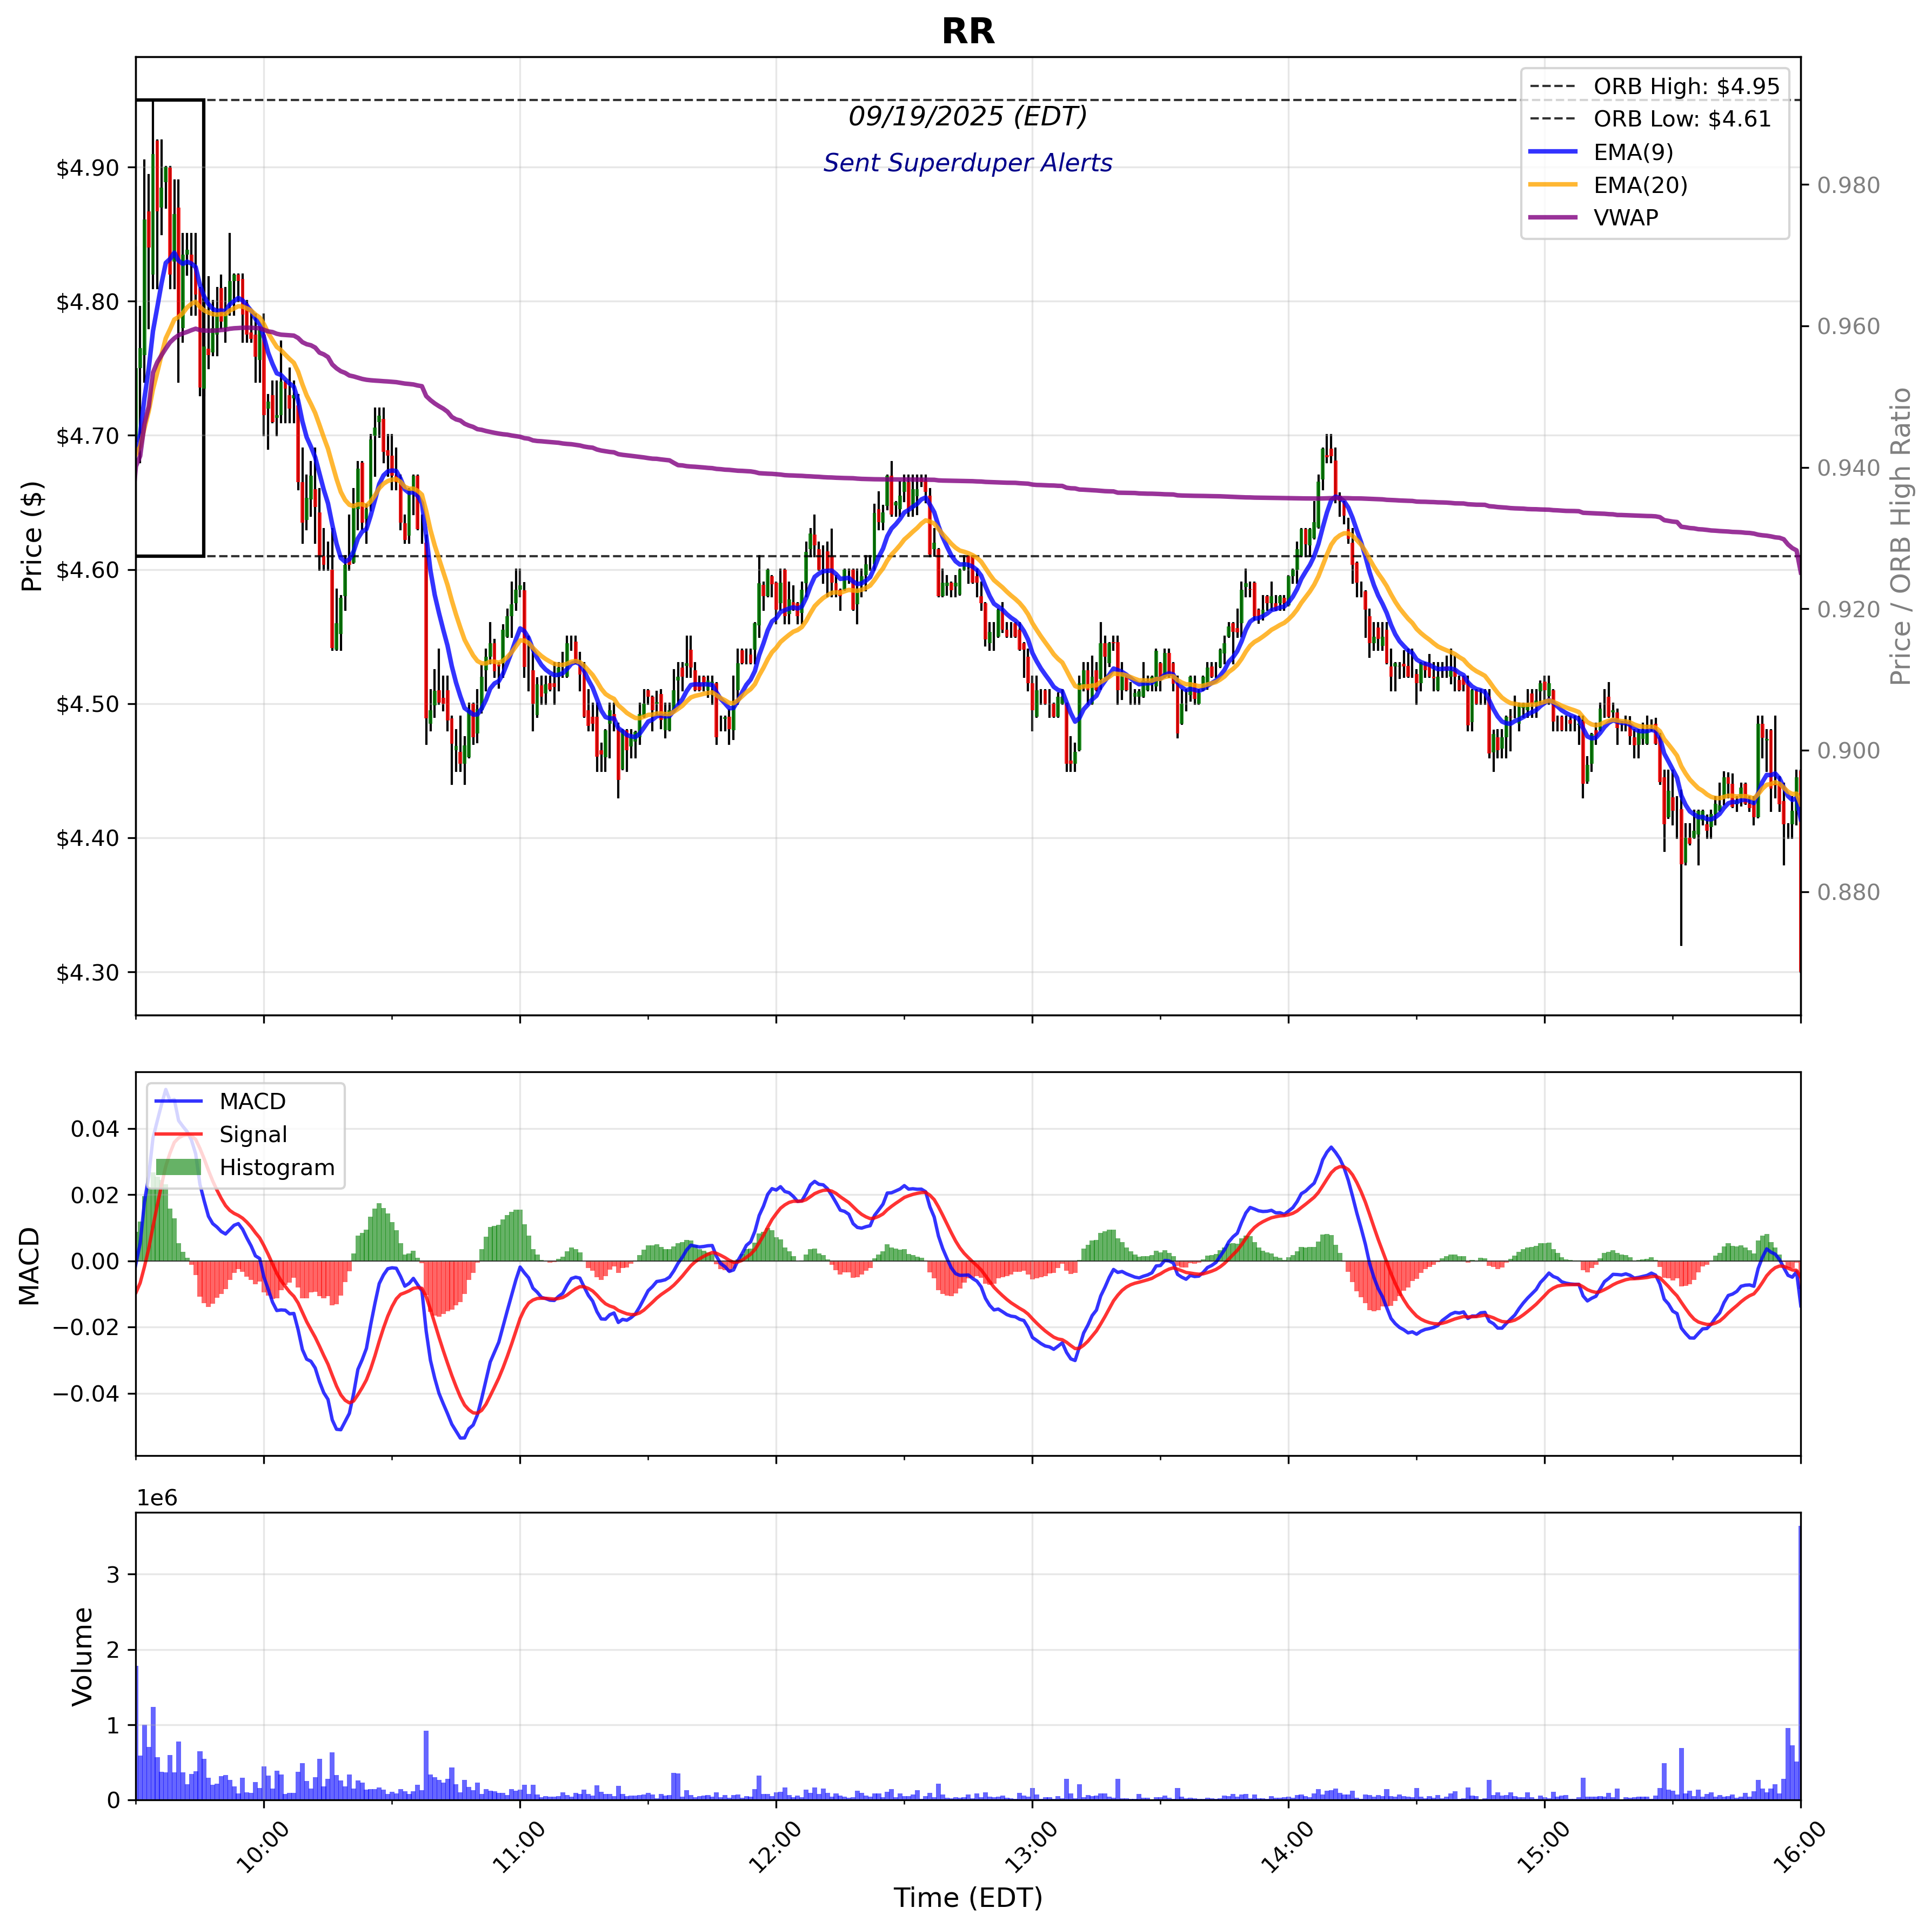 RR
09/19/2025 (EDT)
Sent Superduper Alerts
ORB High: $4.95
ORB Low: $4.61
EMA(9)
EMA(20)
VWAP
$4.90
$4.80
$4.70
$4.60
$4.50
$4.40
$4.30
Price ($)
0.980
0.960
0.940
0.920
0.900
0.880
Price / ORB High Ratio
MACD
Signal
Histogram
0.04
0.02
0.00
−0.02
−0.04
MACD
1e6
3
2
1
0
Volume
10:00
11:00
12:00
13:00
14:00
15:00
16:00
Time (EDT)